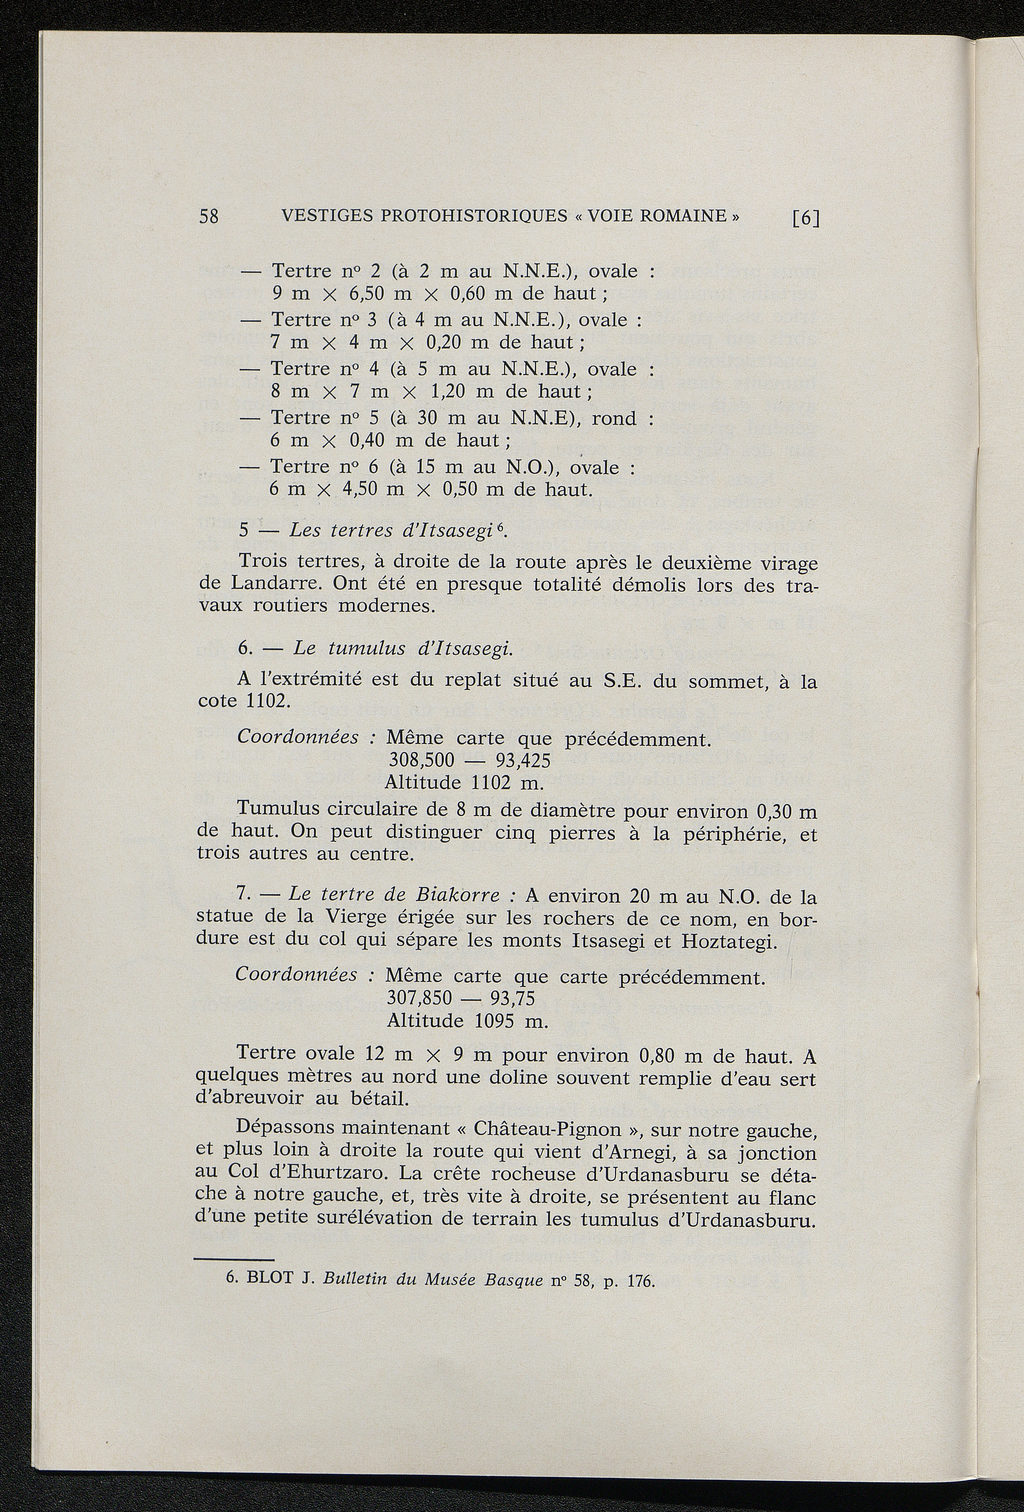 58 VESTIGES PROTOHISTORIQUES « VOIE ROMAINE » [6]
— Tertre nº 2 (à 2 m au N.N.E.), ovale :
9 m × 6,50 m × 0,60 m de haut ;
— Tertre nº 3 (à 4 m au N.N.E.), ovale :
7 m × 4 m × 0,20 m de haut ;
— Tertre nº 4 (à 5 m au N.N.E.), ovale :
8 m × 7 m × 1,20 m de haut ;
— Tertre nº 5 (à 30 m au N.N.E), rond :
6 m × 0,40 m de haut ;
— Tertre nº 6 (à 15 m au N.O.), ovale :
6 m × 4,50 m × 0,50 m de haut.
5 — Les tertres d'Itsasegi ⁶.
Trois tertres, à droite de la route après le deuxième virage
de Landarre. Ont été en presque totalité démolis lors des tra-
vaux routiers modernes.
6. — Le tumulus d'Itsasegi.
A l'extrémité est du replat situé au S.E. du sommet, à la
cote 1102.
Coordonnées : Même carte que précédemment.
308,500 — 93,425
Altitude 1102 m.
Tumulus circulaire de 8 m de diamètre pour environ 0,30 m
de haut. On peut distinguer cinq pierres à la périphérie, et
trois autres au centre.
7. — Le tertre de Biakorre : A environ 20 m au N.O. de la
statue de la Vierge érigée sur les rochers de ce nom, en bor-
dure est du col qui sépare les monts Itsasegi et Hoztategi.
Coordonnées : Même carte que carte précédemment.
307,850 — 93,75
Altitude 1095 m.
Tertre ovale 12 m × 9 m pour environ 0,80 m de haut. A
quelques mètres au nord une doline souvent remplie d'eau sert
d'abreuvoir au bétail.
Dépassons maintenant « Château-Pignon », sur notre gauche,
et plus loin à droite la route qui vient d'Arnegi, à sa jonction
au Col d'Ehurtzaro. La crête rocheuse d'Urdanasburu se déta-
che à notre gauche, et, très vite à droite, se présentent au flanc
d'une petite surélévation de terrain les tumulus d'Urdanasburu.
6. BLOT J. Bulletin du Musée Basque nº 58, p. 176.